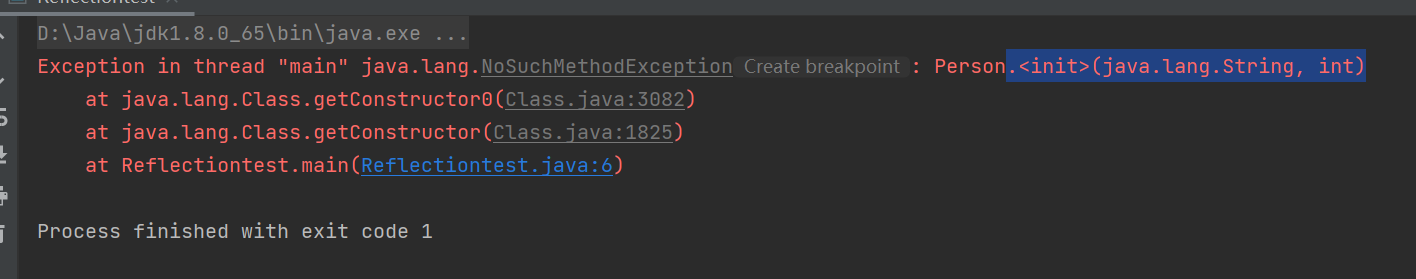 Reflectiontest
D:\Java\jdk1.8.0_65\bin\java.exe ...
Exception in thread "main" java.lang.NoSuchMethodException Create breakpoint : Person.<init>(java.lang.String, int)
at java.lang.Class.getConstructor0(Class.java:3082)
at java.lang.Class.getConstructor(Class.java:1825)
at Reflectiontest.main(Reflectiontest.java:6)
Process finished with exit code 1